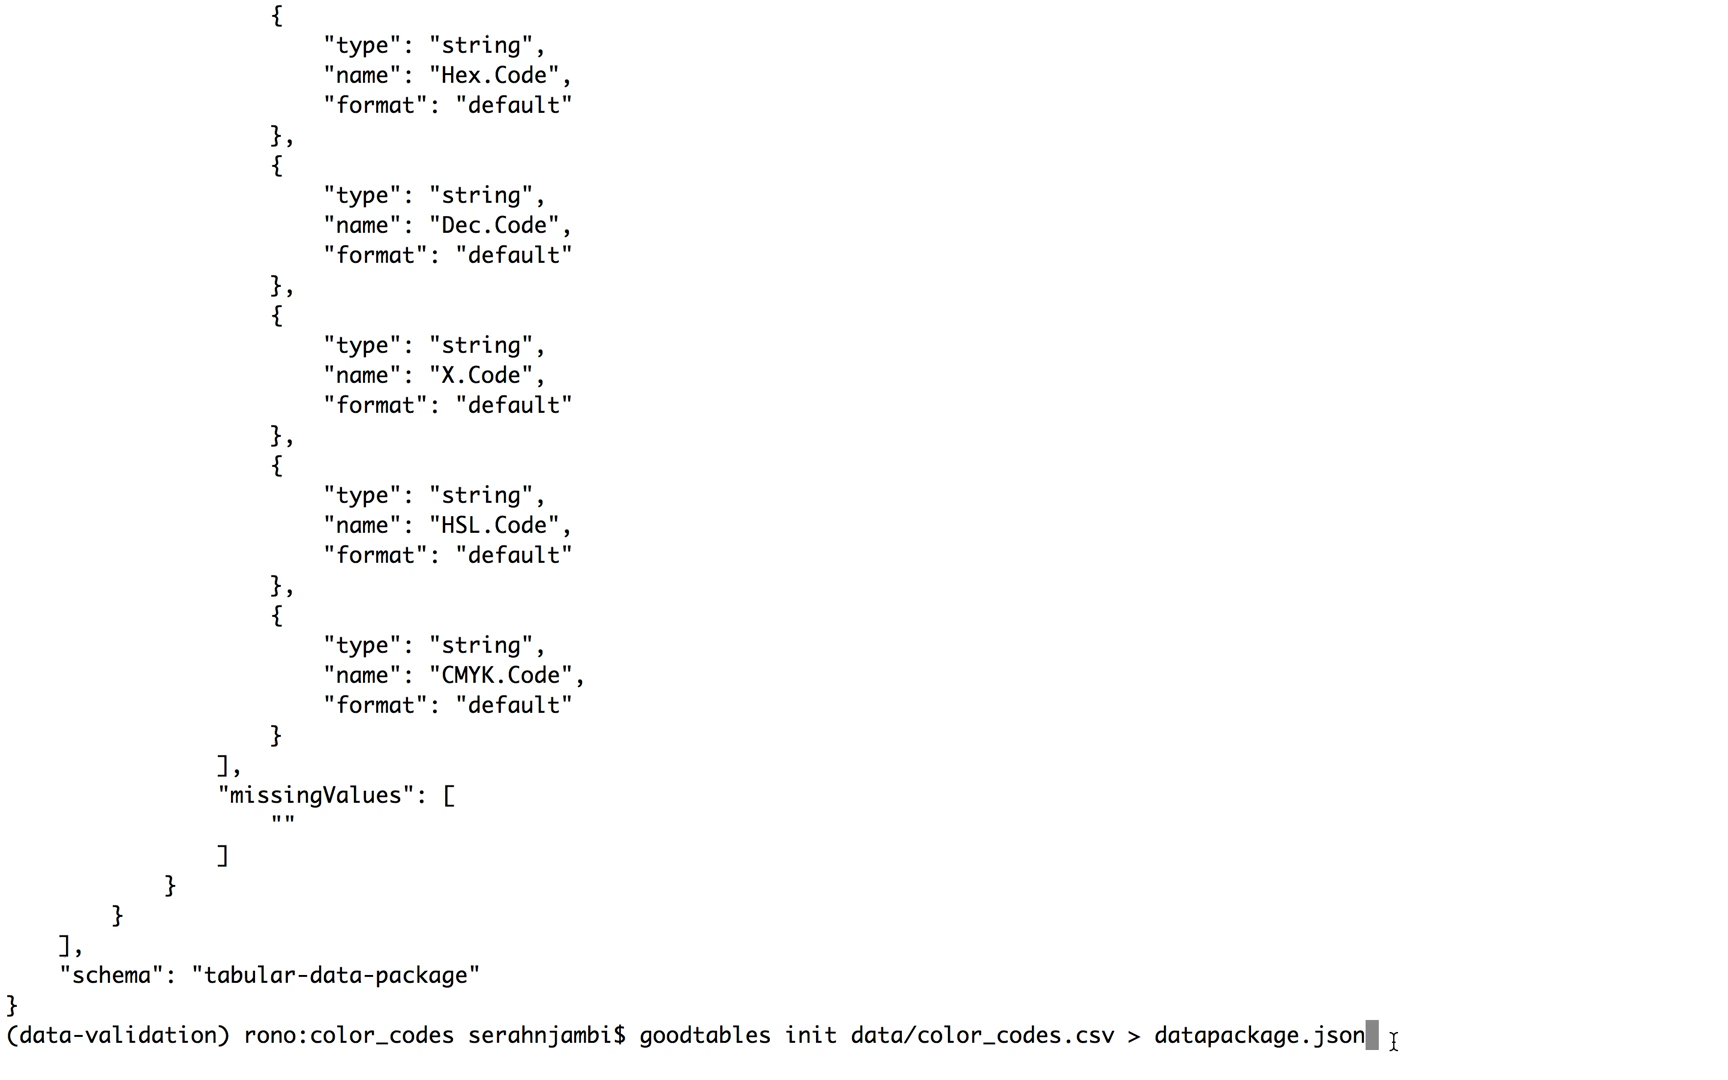 {
"type": "string",
"name": "Hex.Code",
"format": "default"
},
{
"type": "string",
"name": "Dec.Code",
"format": "default"
},
{
"type": "string",
"name": "X.Code",
"format": "default"
},
{
"type": "string",
"name": "HSL.Code",
"format": "default"
},
{
"type": "string",
"name": "CMYK.Code",
"format": "default"
}
],
"missingValues": [
""
]
}
}
],
"schema": "tabular-data-package"
}
(data-validation) rono:color_codes serahnjambi$ goodtables init data/color_codes.csv > datapackage.json